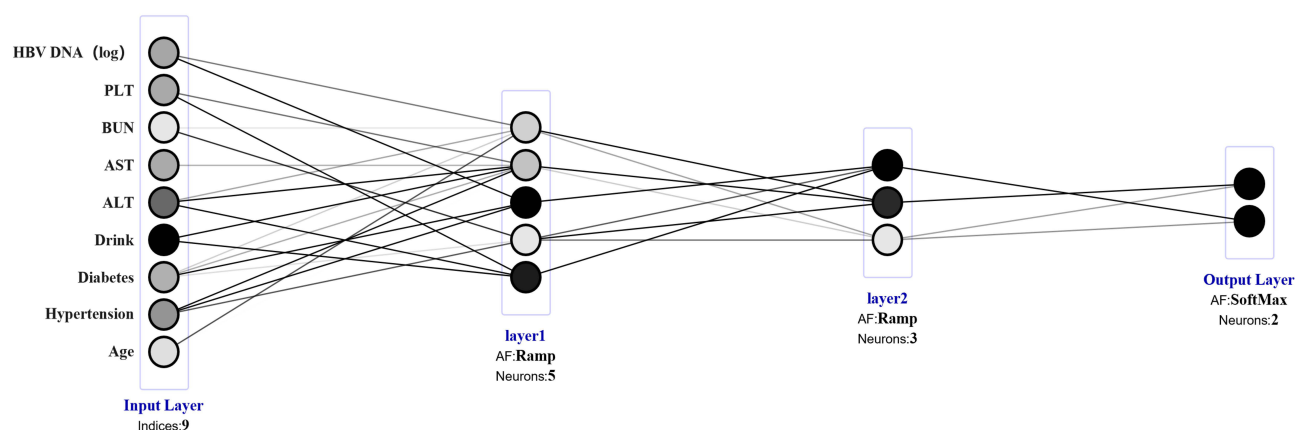 HBV DNA（log）
PLT
BUN
AST
ALT
Drink
Diabetes
Hypertension
Age
Input Layer
Indices:9
layer1
AF:Ramp
Neurons:5
layer2
AF:Ramp
Neurons:3
Output Layer
AF:SoftMax
Neurons:2